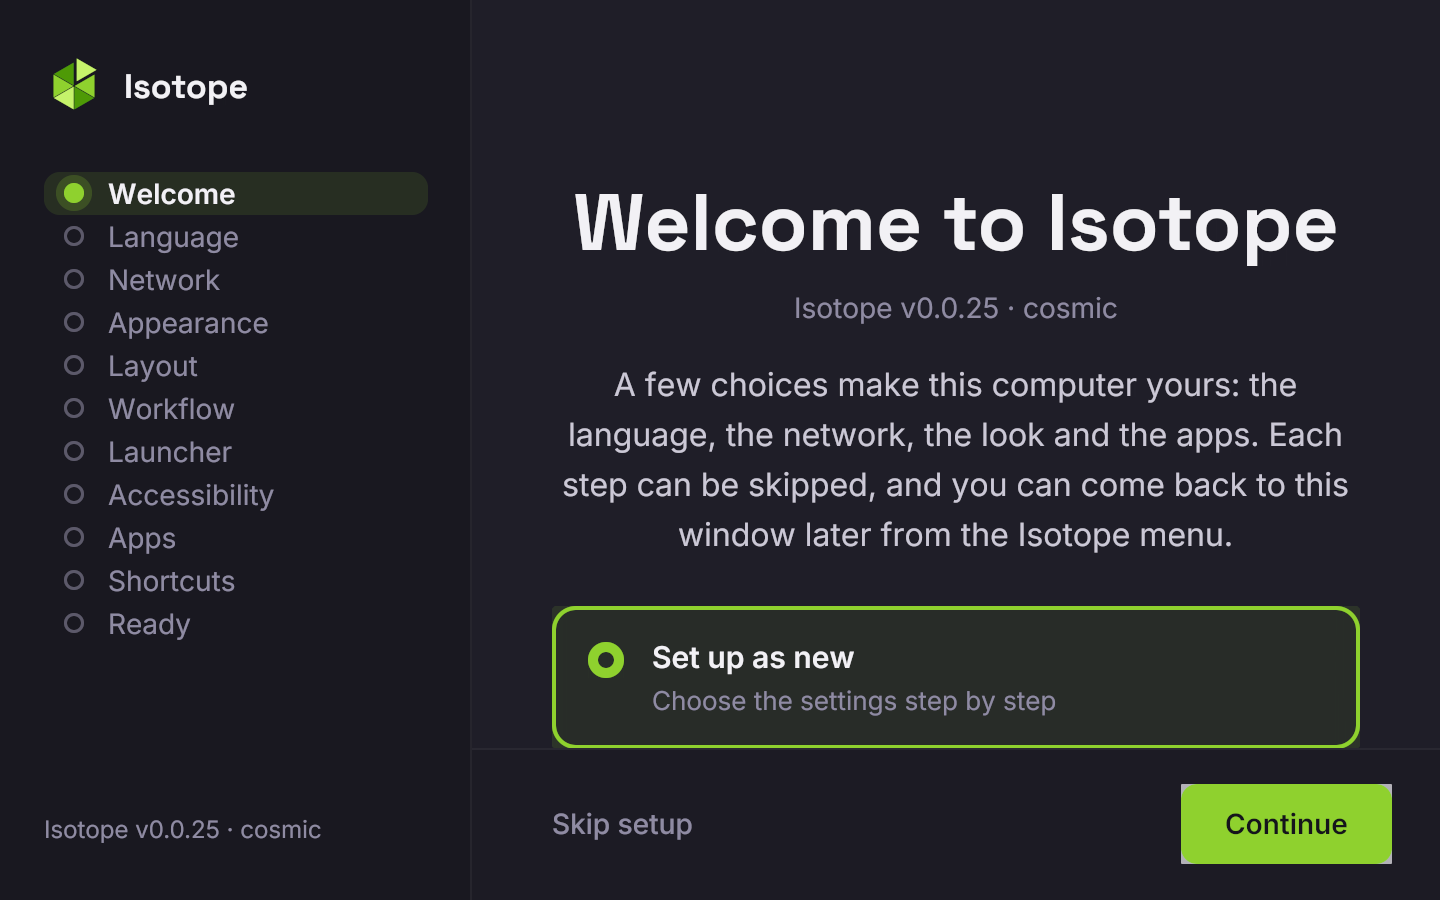 Isotope
Welcome
Language
Network
Appearance
Layout
Workflow
Launcher
Accessibility
Apps
Shortcuts
Ready
Isotope v0.0.25 · cosmic
Welcome to Isotope
Isotope v0.0.25 · cosmic
A few choices make this computer yours: the
language, the network, the look and the apps. Each
step can be skipped, and you can come back to this
window later from the Isotope menu.
Set up as new
Choose the settings step by step
Skip setup
Continue